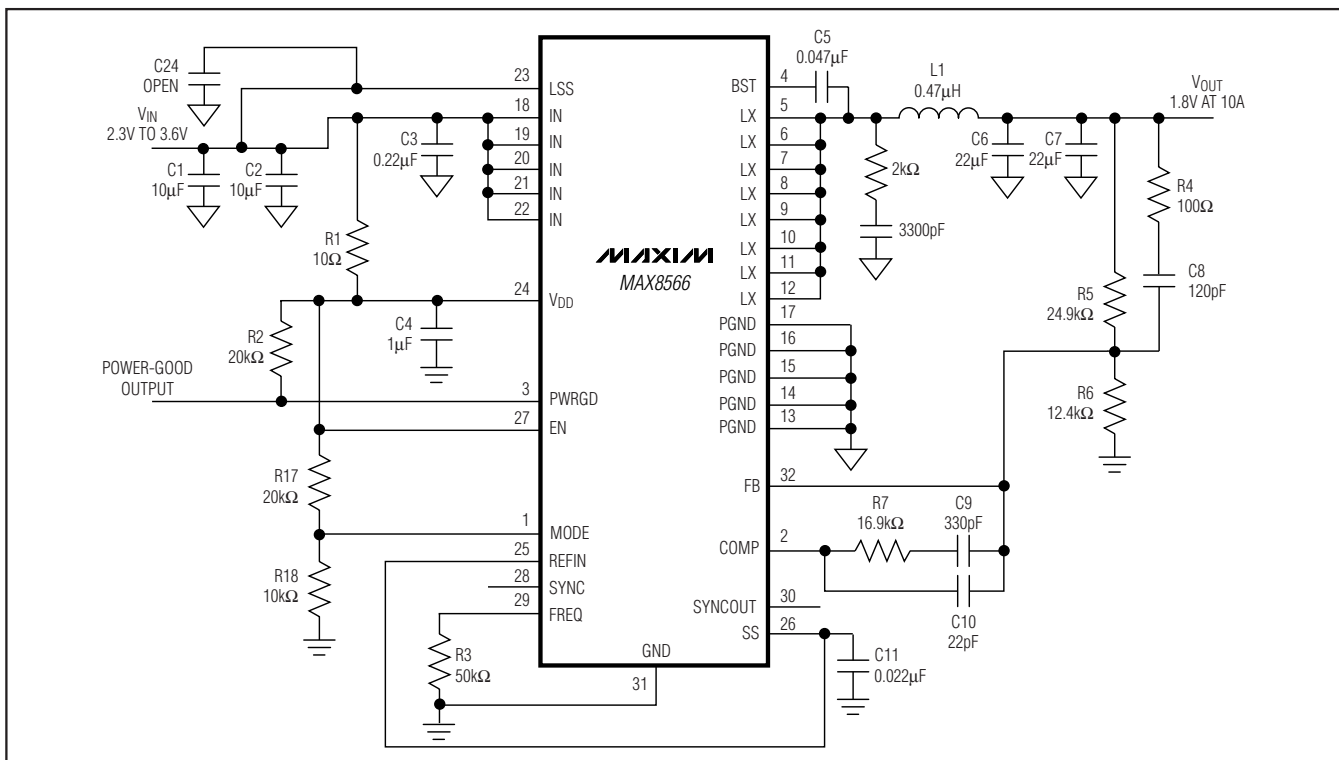 C24
OPEN
VIN
2.3V TO 3.6V
C1
10µF
C2
10µF
C3
0.22µF
R1
10Ω
R2
20kΩ
C4
1µF
POWER-GOOD
OUTPUT
R17
20kΩ
R18
10kΩ
R3
50kΩ
23
LSS
18
IN
19
IN
20
IN
21
IN
22
IN
24
VDD
3
PWRGD
27
EN
1
MODE
25
REFIN
28
SYNC
29
FREQ
GND
31
MAXIM
MAX8566
BST
4
LX
5
LX
6
LX
7
LX
8
LX
9
LX
10
LX
11
LX
12
PGND
17
PGND
16
PGND
15
PGND
14
PGND
13
FB
32
COMP
2
SYNCOUT
30
SS
26
C5
0.047µF
L1
0.47µH
VOUT
1.8V AT 10A
2kΩ
3300pF
C6
22µF
C7
22µF
R4
100Ω
C8
120pF
R5
24.9kΩ
R6
12.4kΩ
R7
16.9kΩ
C9
330pF
C10
22pF
C11
0.022µF